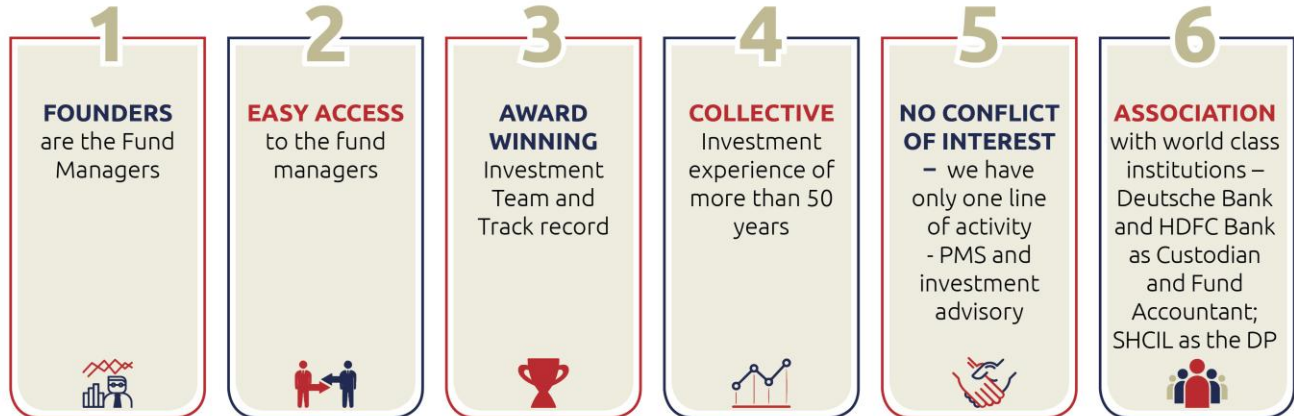 1
FOUNDERS
are the Fund
Managers
2
EASY ACCESS
to the fund
managers
3
AWARD
WINNING
Investment
Team and
Track record
4
COLLECTIVE
Investment
experience of
more than 50
years
5
NO CONFLICT
OF INTEREST
– we have
only one line
of activity
- PMS and
investment
advisory
6
ASSOCIATION
with world class
institutions –
Deutsche Bank
and HDFC Bank
as Custodian
and Fund
Accountant;
SHCIL as the DP